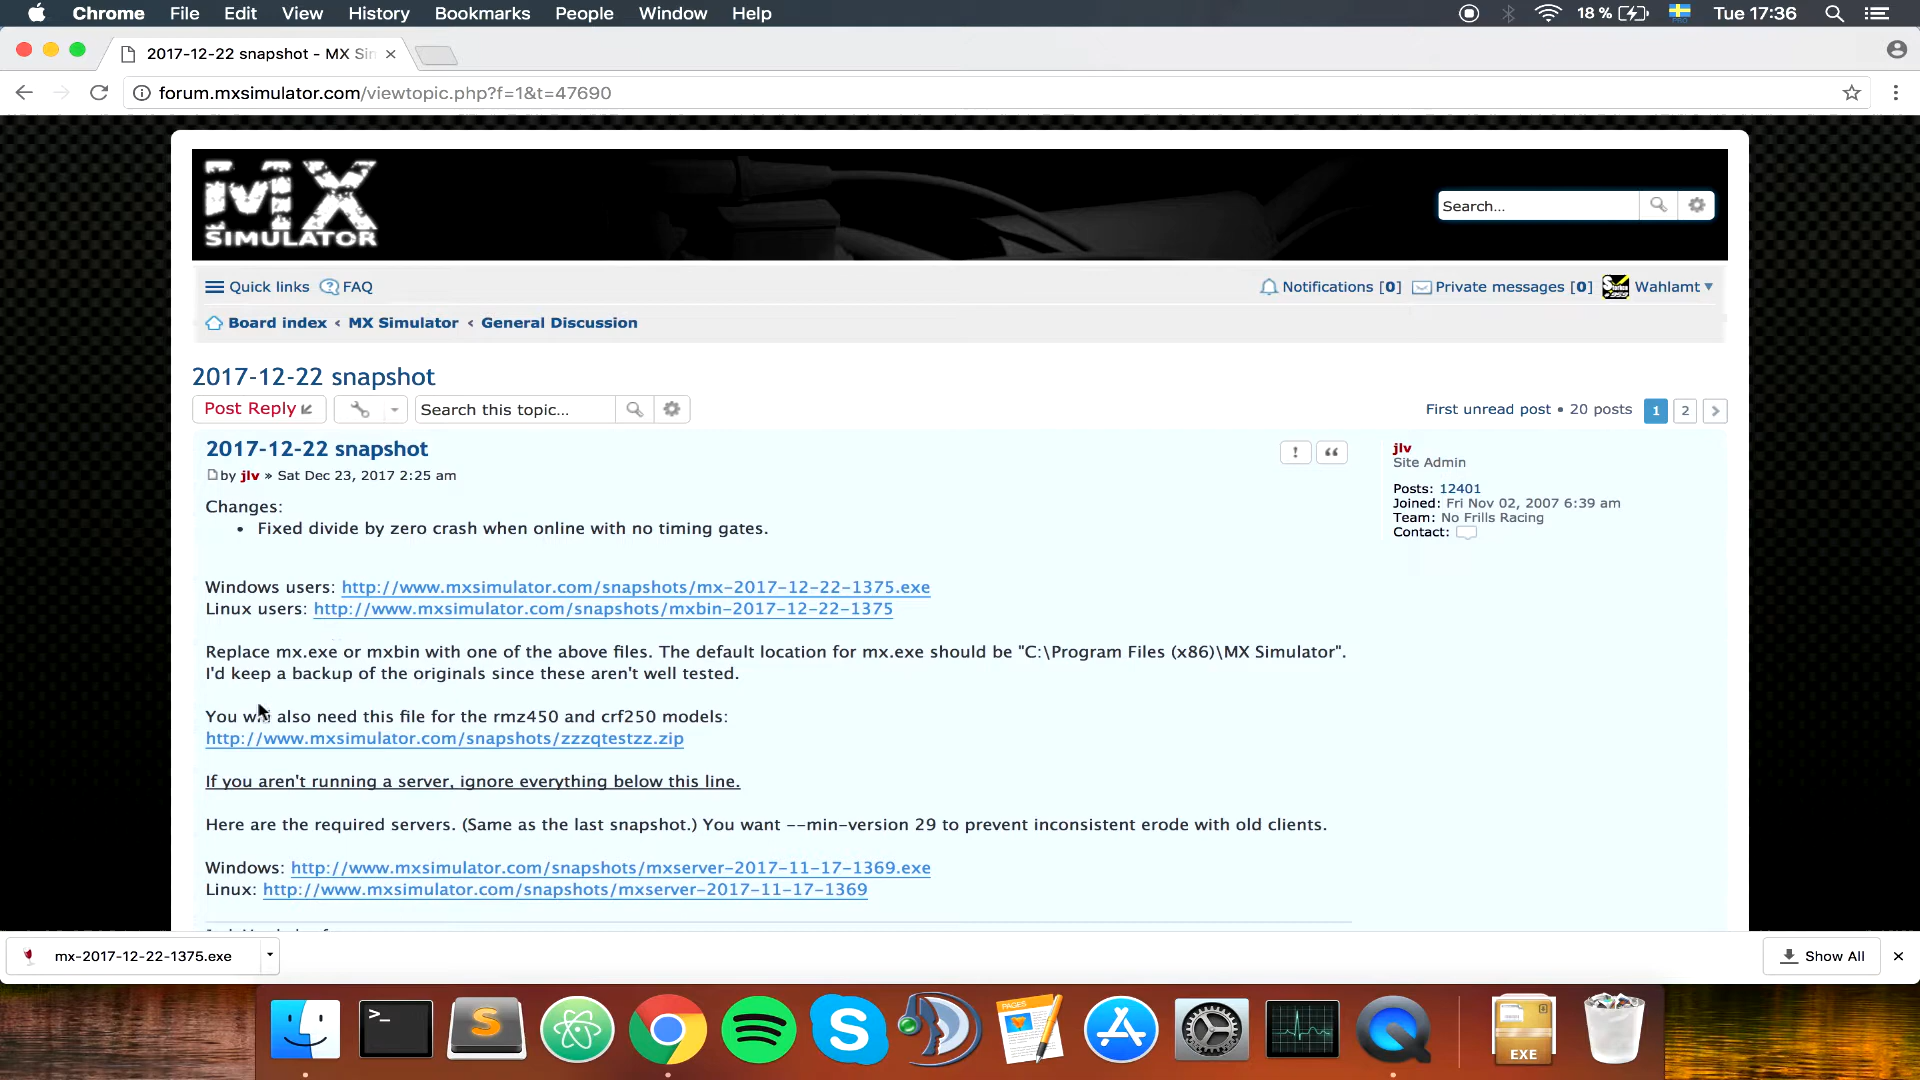 Chrome File Edit View History Bookmarks People Window Help 18 % Tue 17:36
2017-12-22 snapshot - MX Sim
forum.mxsimulator.com/viewtopic.php?f=1&t=47690
MX
SIMULATOR
Search...
Quick links FAQ Notifications [0] Private messages [0] Wahlamt
Board index ‹ MX Simulator ‹ General Discussion
2017-12-22 snapshot
Post Reply Search this topic... First unread post • 20 posts 1 2
2017-12-22 snapshot ! “ jlv
Site Admin
by jlv » Sat Dec 23, 2017 2:25 am
Posts: 12401
Joined: Fri Nov 02, 2007 6:39 am
Team: No Frills Racing
Contact:
Changes:
• Fixed divide by zero crash when online with no timing gates.
Windows users: http://www.mxsimulator.com/snapshots/mx-2017-12-22-1375.exe
Linux users: http://www.mxsimulator.com/snapshots/mxbin-2017-12-22-1375
Replace mx.exe or mxbin with one of the above files. The default location for mx.exe should be "C:\Program Files (x86)\MX Simulator".
I'd keep a backup of the originals since these aren't well tested.
You will also need this file for the rmz450 and crf250 models:
http://www.mxsimulator.com/snapshots/zzzqtestzz.zip
If you aren't running a server, ignore everything below this line.
Here are the required servers. (Same as the last snapshot.) You want --min-version 29 to prevent inconsistent erode with old clients.
Windows: http://www.mxsimulator.com/snapshots/mxserver-2017-11-17-1369.exe
Linux: http://www.mxsimulator.com/snapshots/mxserver-2017-11-17-1369
mx-2017-12-22-1375.exe Show All
>_ S S PAGES EXE